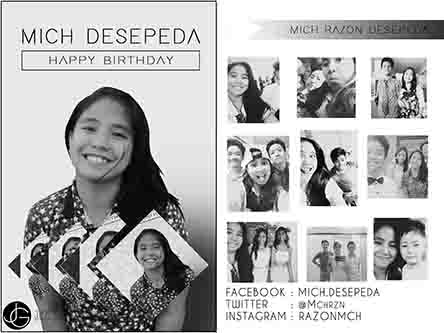 MICH DESEPEDA
HAPPY BIRTHDAY
MICH RAZON DESEPEDA
FACEBOOK : MICH.DESEPEDA
TWITTER : @MCHRZN
INSTAGRAM : RAZONMCH